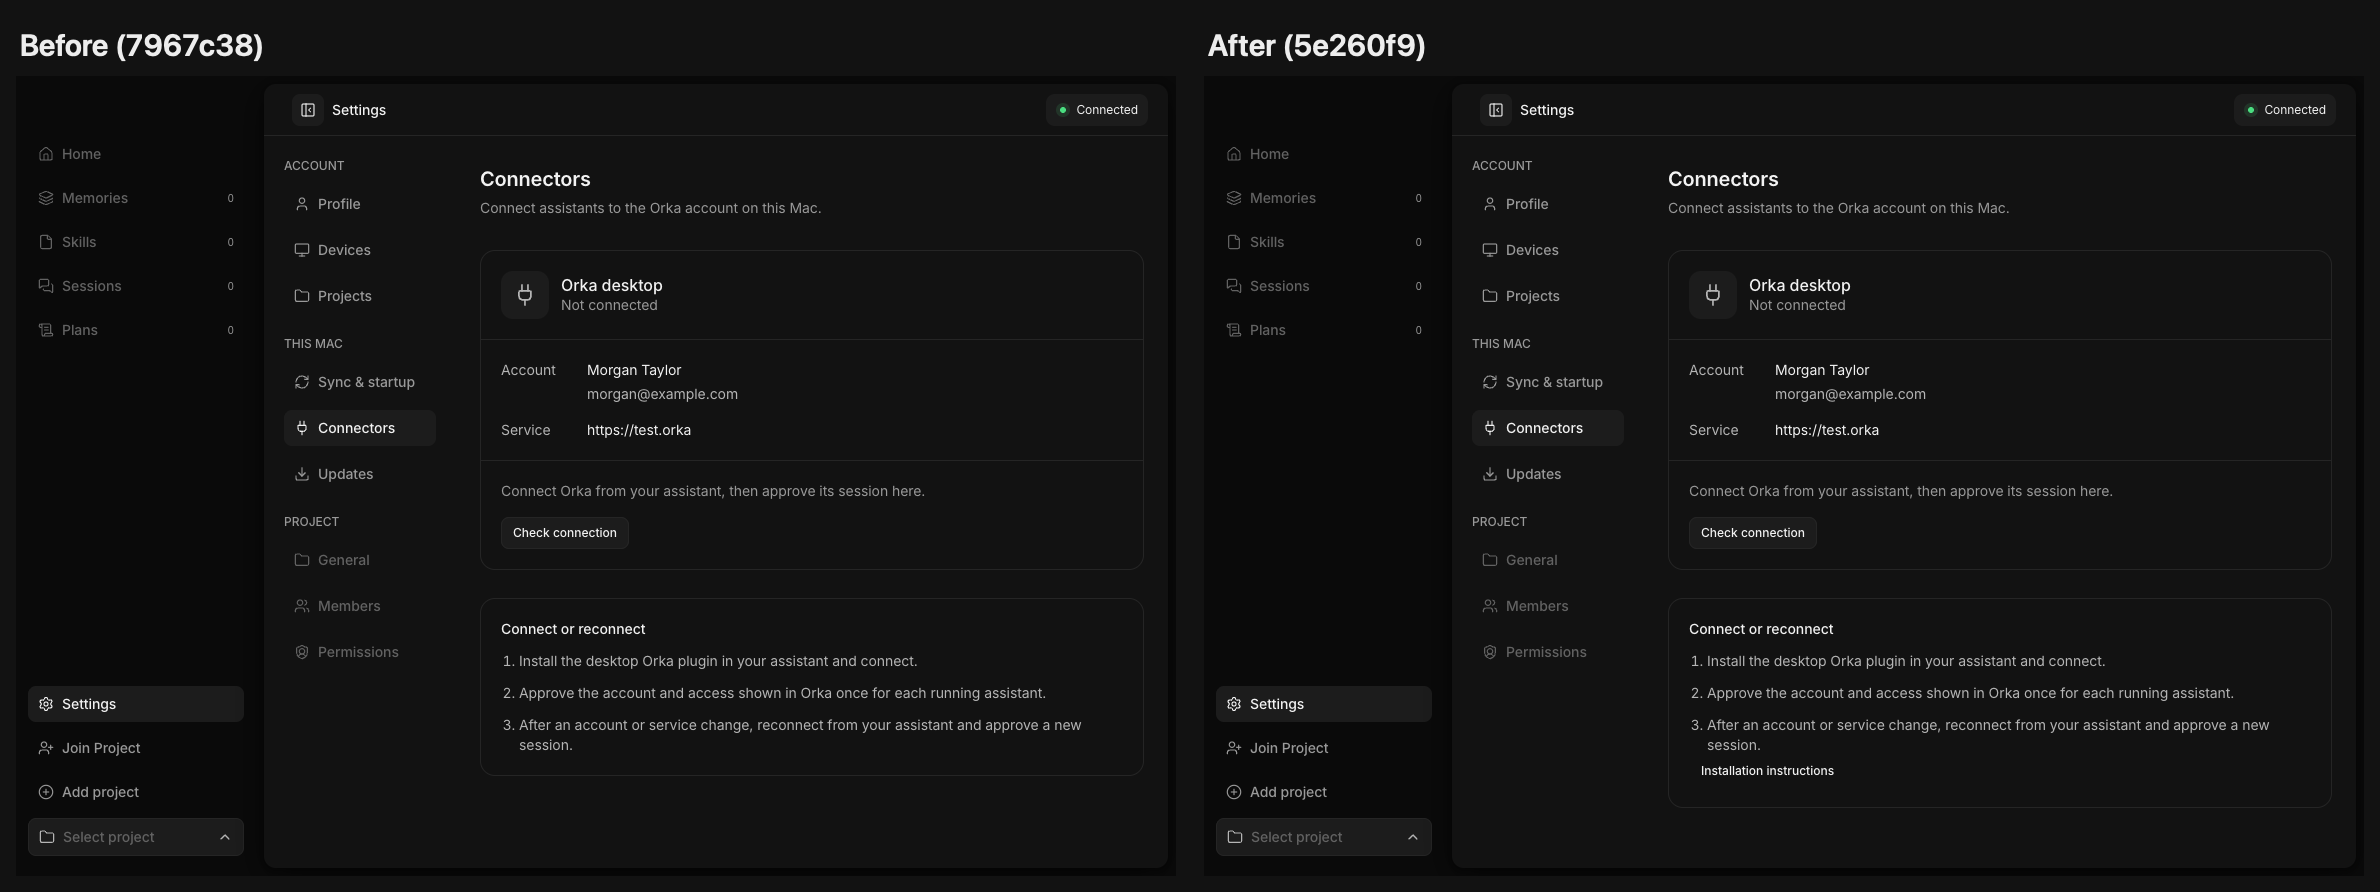 Before (7967c38)
Home
Memories 0
Skills 0
Sessions 0
Plans 0
Settings
Join Project
Add project
Select project
Settings
Connected
ACCOUNT
Profile
Devices
Projects
THIS MAC
Sync & startup
Connectors
Updates
PROJECT
General
Members
Permissions
Connectors
Connect assistants to the Orka account on this Mac.
Orka desktop
Not connected
Account Morgan Taylor
morgan@example.com
Service https://test.orka
Connect Orka from your assistant, then approve its session here.
Check connection
Connect or reconnect
1. Install the desktop Orka plugin in your assistant and connect.
2. Approve the account and access shown in Orka once for each running assistant.
3. After an account or service change, reconnect from your assistant and approve a new
session.
After (5e260f9)
Home
Memories 0
Skills 0
Sessions 0
Plans 0
Settings
Join Project
Add project
Select project
Settings
Connected
ACCOUNT
Profile
Devices
Projects
THIS MAC
Sync & startup
Connectors
Updates
PROJECT
General
Members
Permissions
Connectors
Connect assistants to the Orka account on this Mac.
Orka desktop
Not connected
Account Morgan Taylor
morgan@example.com
Service https://test.orka
Connect Orka from your assistant, then approve its session here.
Check connection
Connect or reconnect
1. Install the desktop Orka plugin in your assistant and connect.
2. Approve the account and access shown in Orka once for each running assistant.
3. After an account or service change, reconnect from your assistant and approve a new
session.
Installation instructions